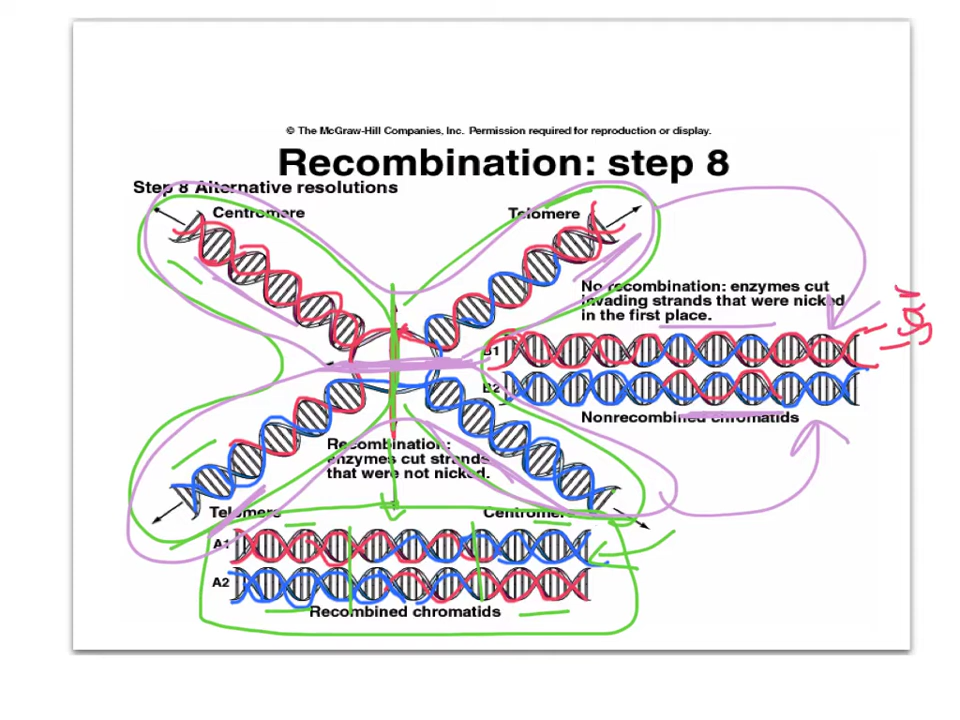 © The McGraw-Hill Companies, Inc. Permission required for reproduction or display.
Recombination: step 8
Step 8 Alternative resolutions
Centromere
Telomere
No recombination: enzymes cut
invading strands that were nicked
in the first place.
B1
B2
Nonrecombined chromatids
Recombination:
enzymes cut strands
that were not nicked.
Telomere
Centromere
A1
A2
Recombined chromatids